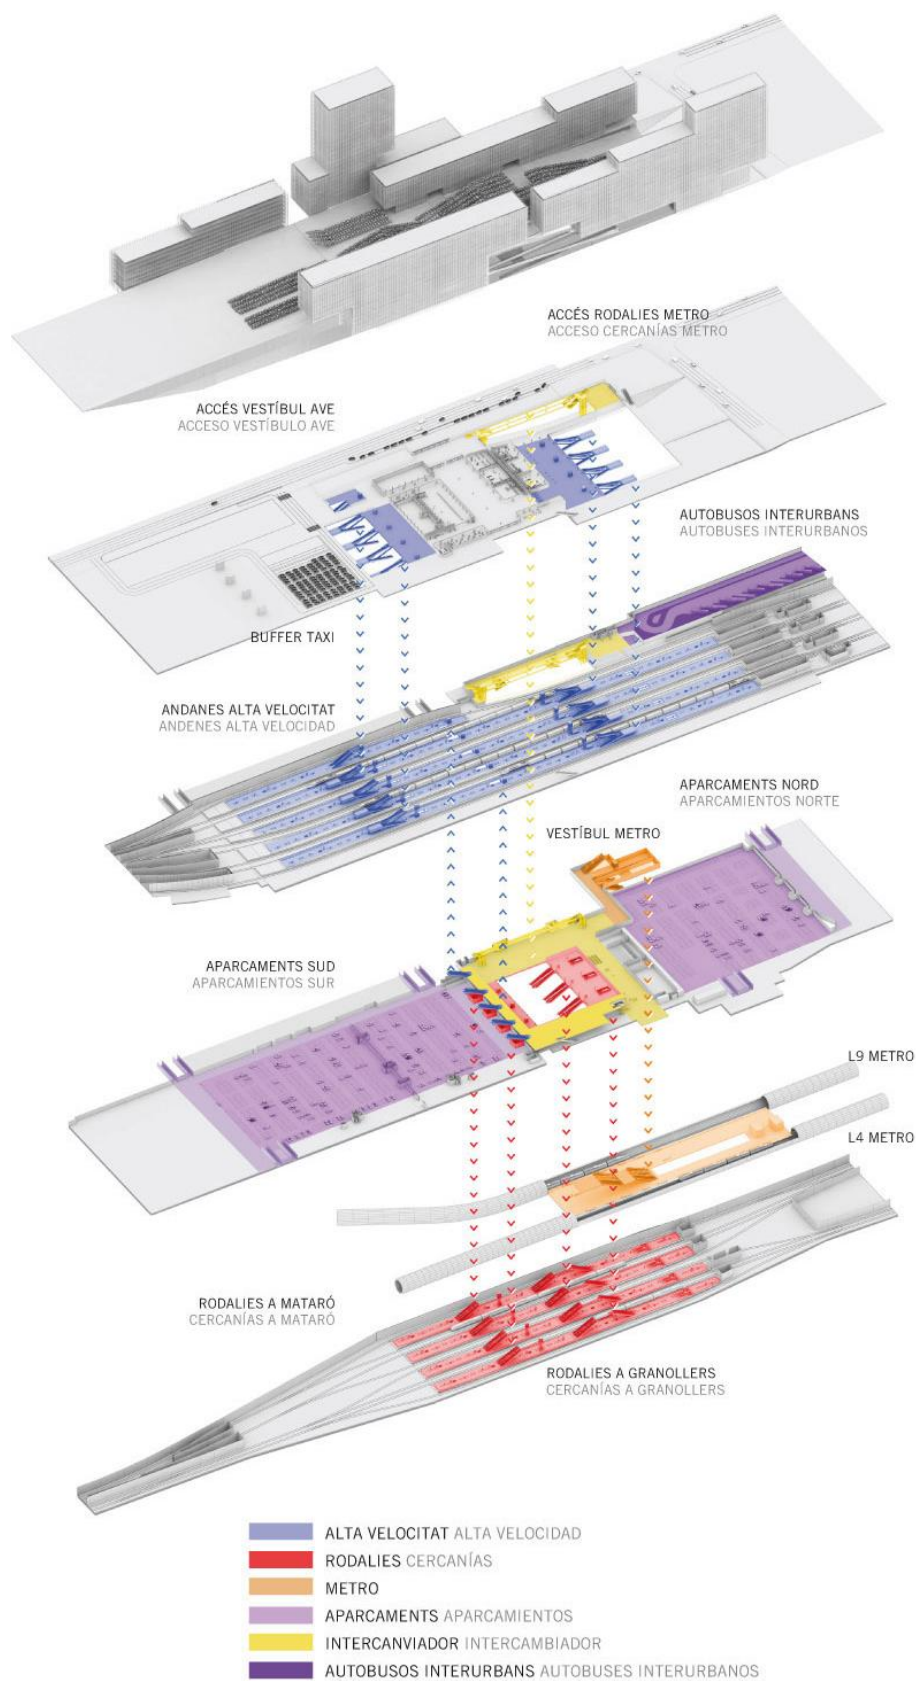 ACCÉS RODALIES METRO
ACCESO CERCANÍAS METRO
ACCÉS VESTÍBUL AVE
ACCESO VESTÍBULO AVE
AUTOBUSOS INTERURBANS
AUTOBUSES INTERURBANOS
BUFFER TAXI
ANDANES ALTA VELOCITAT
ANDENES ALTA VELOCIDAD
APARCAMENTS NORD
APARCAMIENTOS NORTE
VESTÍBUL METRO
APARCAMENTS SUD
APARCAMIENTOS SUR
L9 METRO
L4 METRO
RODALIES A MATARÓ
CERCANÍAS A MATARÓ
RODALIES A GRANOLLERS
CERCANÍAS A GRANOLLERS
ALTA VELOCITAT ALTA VELOCIDAD
RODALIES CERCANÍAS
METRO
APARCAMENTS APARCAMIENTOS
INTERCANVIADOR INTERCAMBIADOR
AUTOBUSOS INTERURBANS AUTOBUSES INTERURBANOS